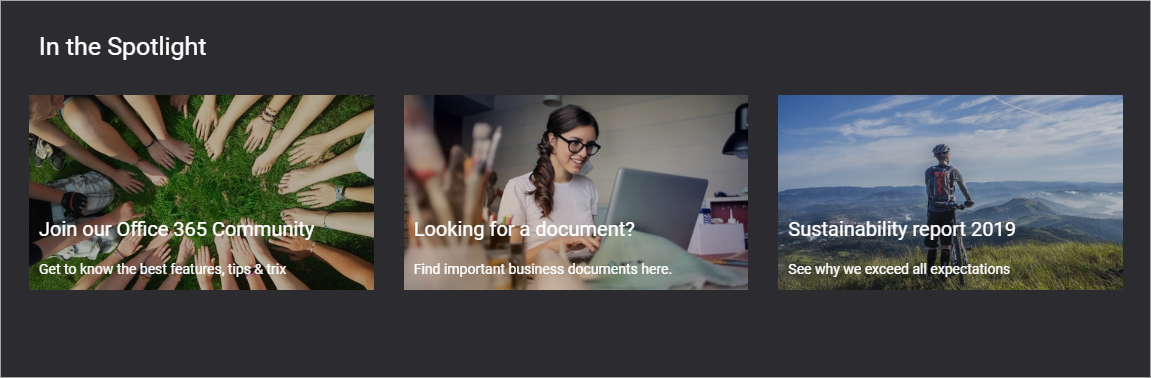 In the Spotlight
Join our Office 365 Community
Get to know the best features, tips & trix
Looking for a document?
Find important business documents here.
Sustainability report 2019
See why we exceed all expectations